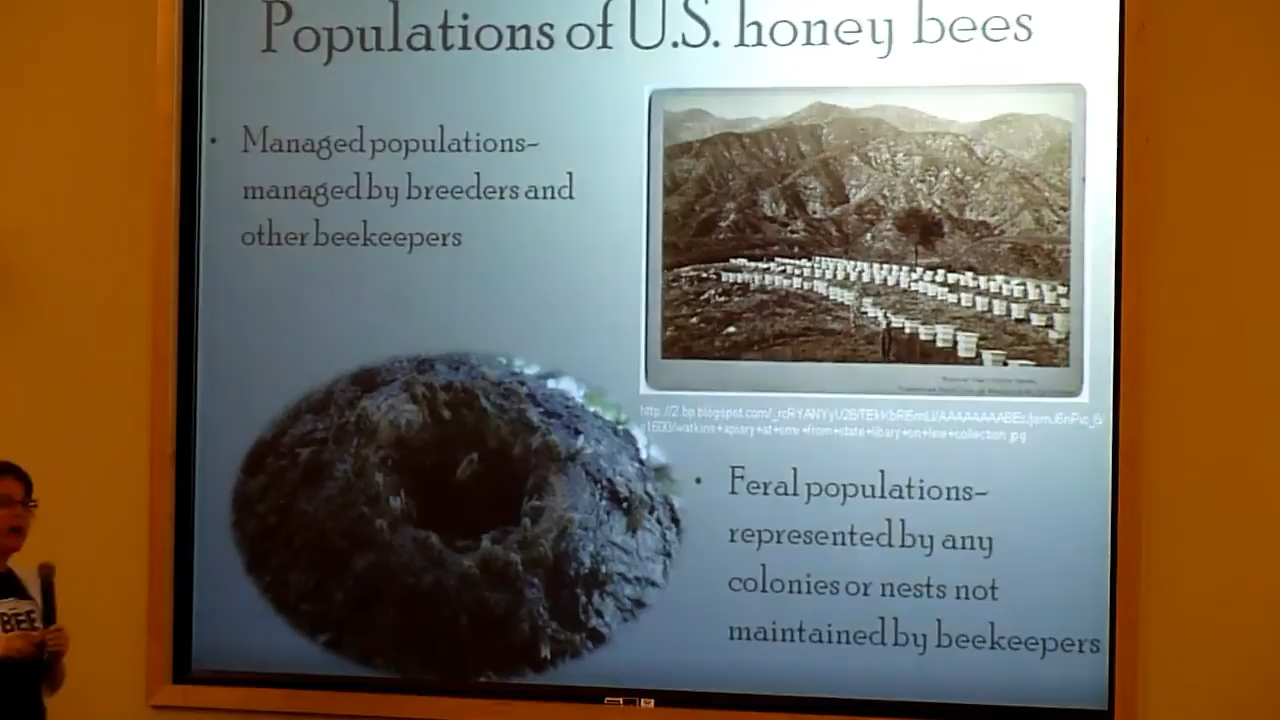 Populations of U.S. honey bees
• Managed populations-
managed by breeders and
other beekeepers
• Feral populations-
represented by any
colonies or nests not
maintained by beekeepers
BEE